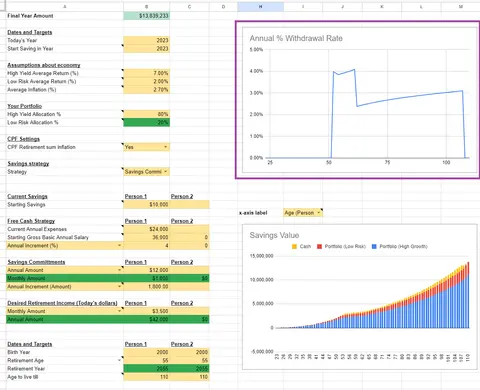 A B C D E F G H I J K L M
Final Year Amount $13,839,233
Dates and Targets
Today's Year 2023
Start Saving in Year 2023
Assumptions about economy
High Yield Average Return (%) 7.00%
Low Risk Average Return (%) 2.00%
Average Inflation (%) 2.70%
Your Portfolio
High Yield Allocation % 80%
Low Risk Allocation % 20%
CPF Settings
CPF Retirement sum Inflation Yes
Savings strategy
Strategy Savings Commi
Current Savings Person 1 Person 2
Starting Savings $10,000
Free Cash Strategy Person 1 Person 2
Current Annual Expenses $24,000
Starting Gross Basic Annual Salary 36,000 0
Annual Increment (%) 4 0
Savings Commitments Person 1 Person 2
Annual Amount $12,000
Monthly Amount $1,000 $0
Annual Increment (Amount) 1,800.00
Desired Retirement Income (Today's dollars) Person 1 Person 2
Monthly Amount $3,500
Annual Amount $42,000 $0
Dates and Targets Person 1 Person 2
Birth Year 2000 2000
Retirement Age 55 55
Retirement Year 2055 2055
Age to live till 110 110
Annual % Withdrawal Rate
5.00%
4.00%
3.00%
2.00%
1.00%
0.00%
25 50 75 100
x-axis label Age (Person
Savings Value
Cash Portfolio (Low Risk) Portfolio (High Growth)
15,000,000
10,000,000
5,000,000
0
-5,000,000